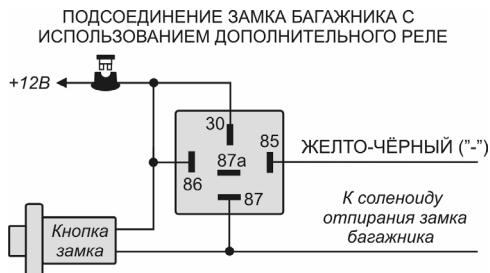 ПОДСОЕДИНЕНИЕ ЗАМКА БАГАЖНИКА С
ИСПОЛЬЗОВАНИЕМ ДОПОЛНИТЕЛЬНОГО РЕЛЕ
+12В
30
85
87а
86
87
ЖЕЛТО-ЧЁРНЫЙ ("-")
Кнопка
замка
К соленоиду
отпирания замка
багажника